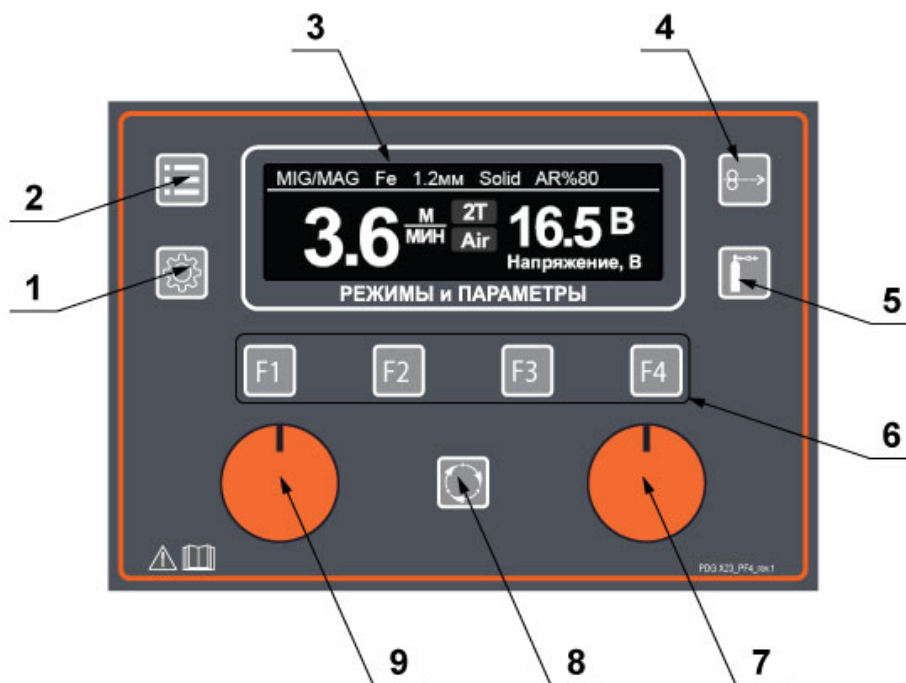 3
4
2
MIG/MAG Fe 1.2мм Solid AR%80
3.6 М/МИН 2T Air 16.5 В
Напряжение, В
РЕЖИМЫ и ПАРАМЕТРЫ
1
5
F1 F2 F3 F4
6
PDG X23_PF4_rev.1
9
8
7